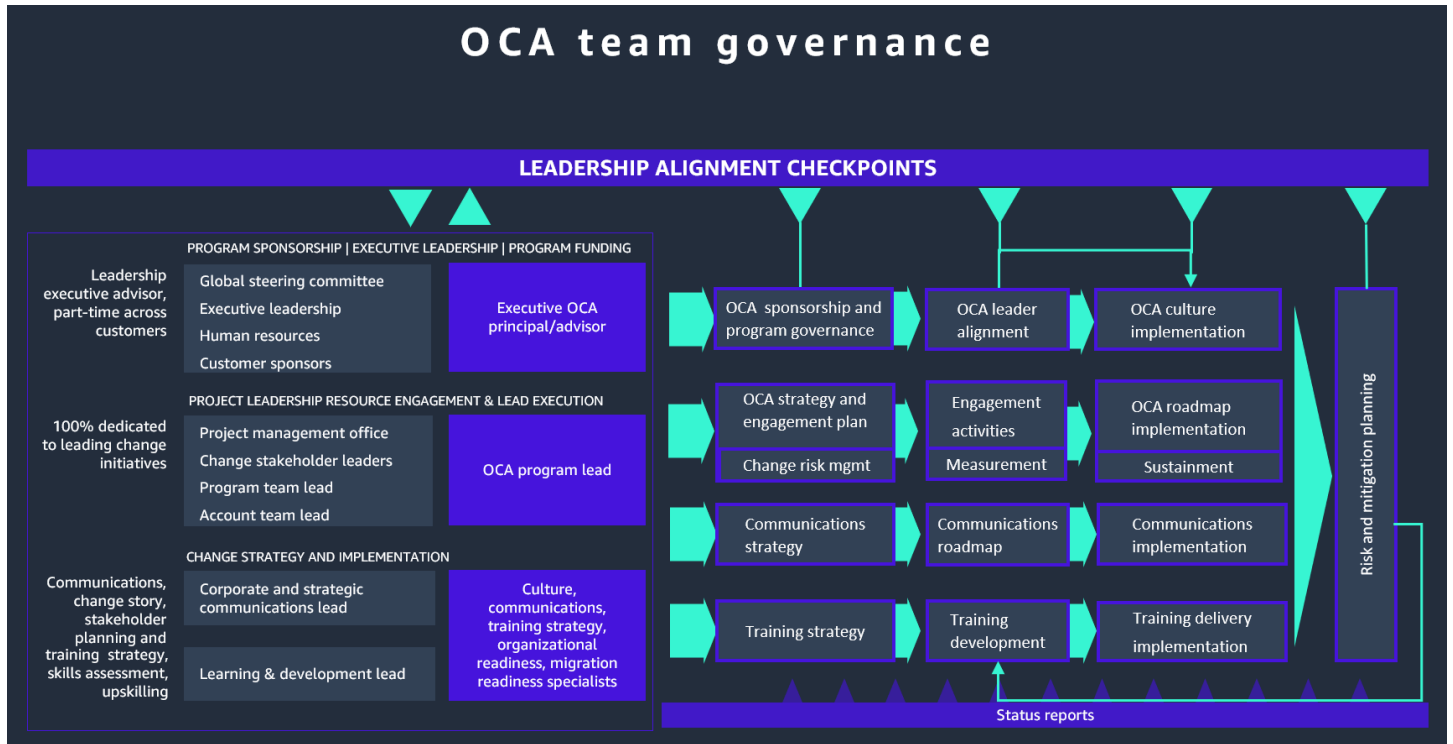 OCA team governance
LEADERSHIP ALIGNMENT CHECKPOINTS
PROGRAM SPONSORSHIP | EXECUTIVE LEADERSHIP | PROGRAM FUNDING
Leadership
executive advisor,
part-time across
customers
Global steering committee
Executive leadership
Human resources
Customer sponsors
Executive OCA
principal/advisor
PROJECT LEADERSHIP RESOURCE ENGAGEMENT & LEAD EXECUTION
100% dedicated
to leading change
initiatives
Project management office
Change stakeholder leaders
Program team lead
Account team lead
OCA program lead
CHANGE STRATEGY AND IMPLEMENTATION
Communications,
change story,
stakeholder
planning and
training strategy,
skills assessment,
upskilling
Corporate and strategic
communications lead
Learning & development lead
Culture,
communications,
training strategy,
organizational
readiness, migration
readiness specialists
OCA sponsorship and
program governance
OCA leader
alignment
OCA culture
implementation
OCA strategy and
engagement plan
Change risk mgmt
Engagement
activities
Measurement
OCA roadmap
implementation
Sustainment
Communications
strategy
Communications
roadmap
Communications
implementation
Training strategy
Training
development
Training delivery
implementation
Risk and mitigation planning
Status reports